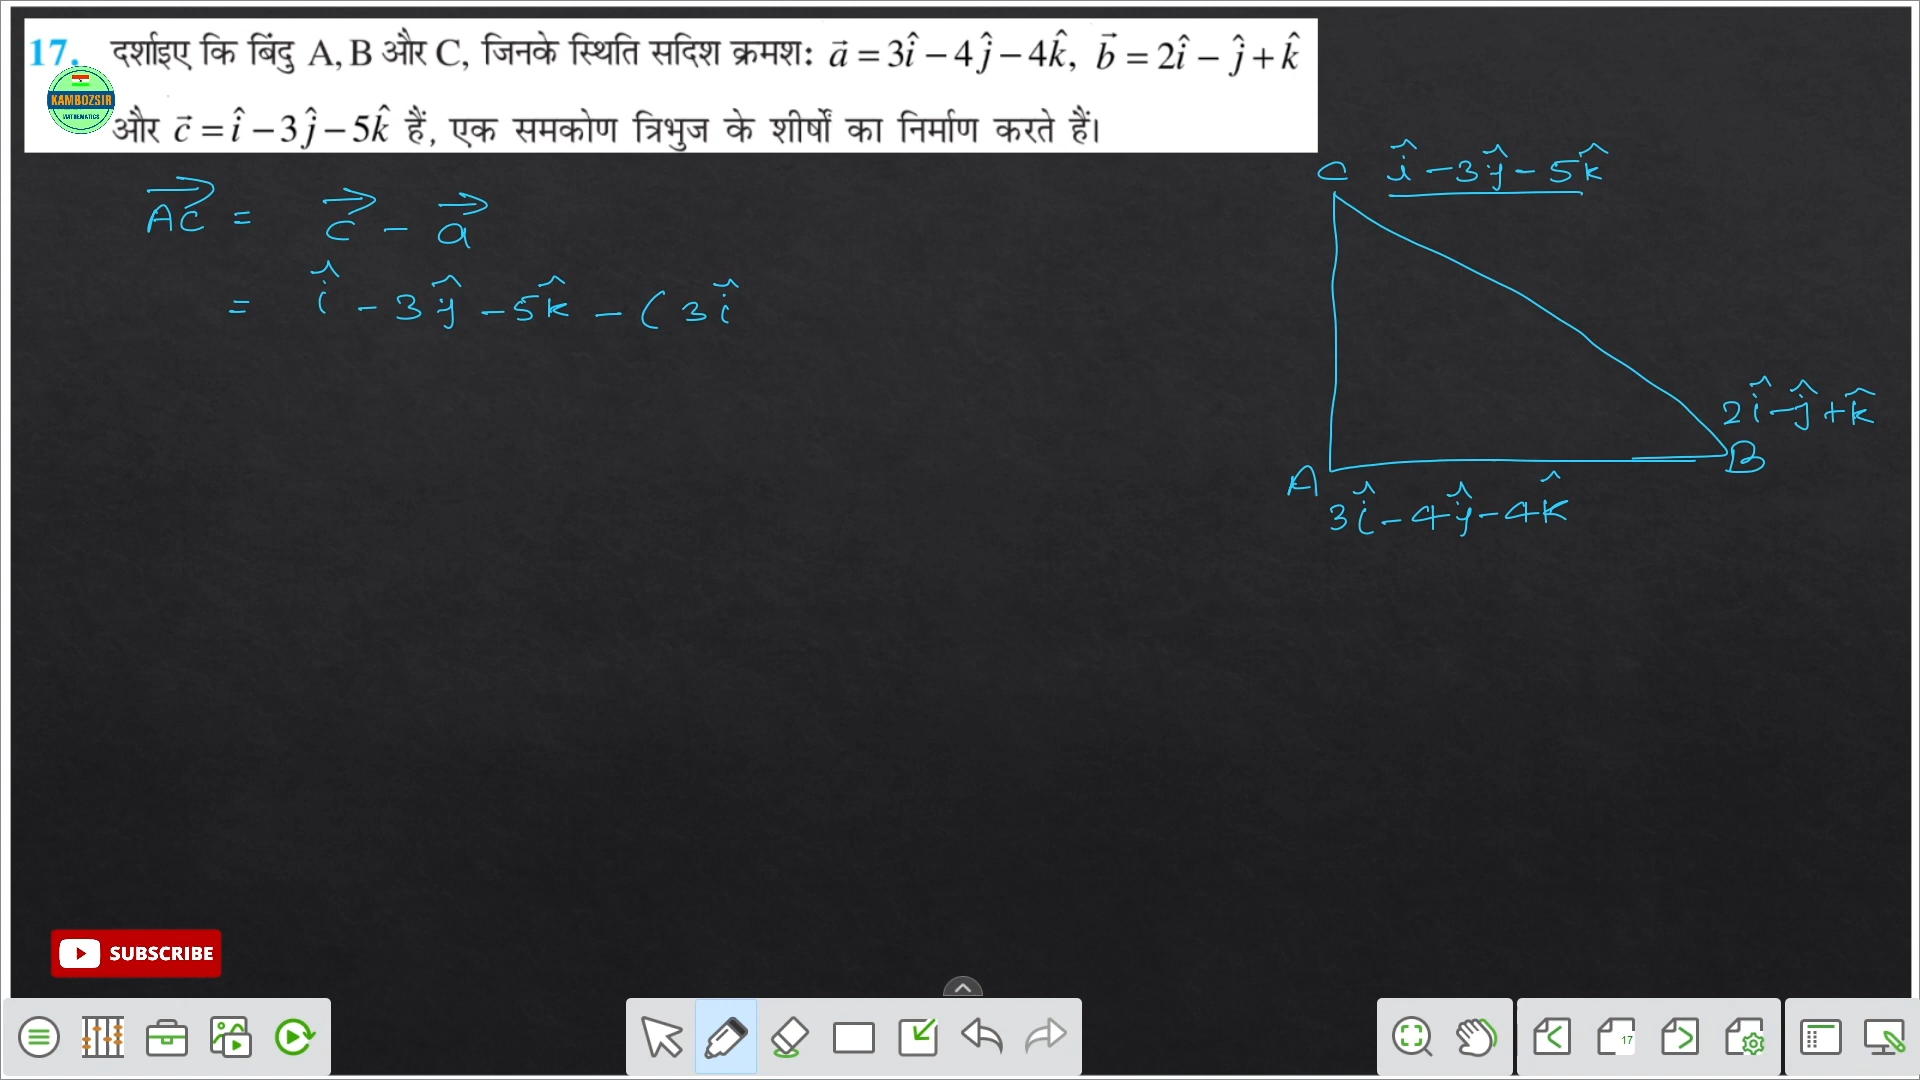 17. दर्शाइए कि बिंदु A, B और C, जिनके स्थिति सदिश क्रमश: a⃗ = 3î − 4ĵ − 4k̂, b⃗ = 2î − ĵ + k̂
और c⃗ = î − 3ĵ − 5k̂ हैं, एक समकोण त्रिभुज के शीर्षों का निर्माण करते हैं।
KAMBOZSIR
MATHEMATICS
AC⃗ = c⃗ − a⃗
= î − 3ĵ − 5k̂ − (3î
C î − 3ĵ − 5k̂
2î − ĵ + k̂
B
A
3î − 4ĵ − 4k̂
SUBSCRIBE
17